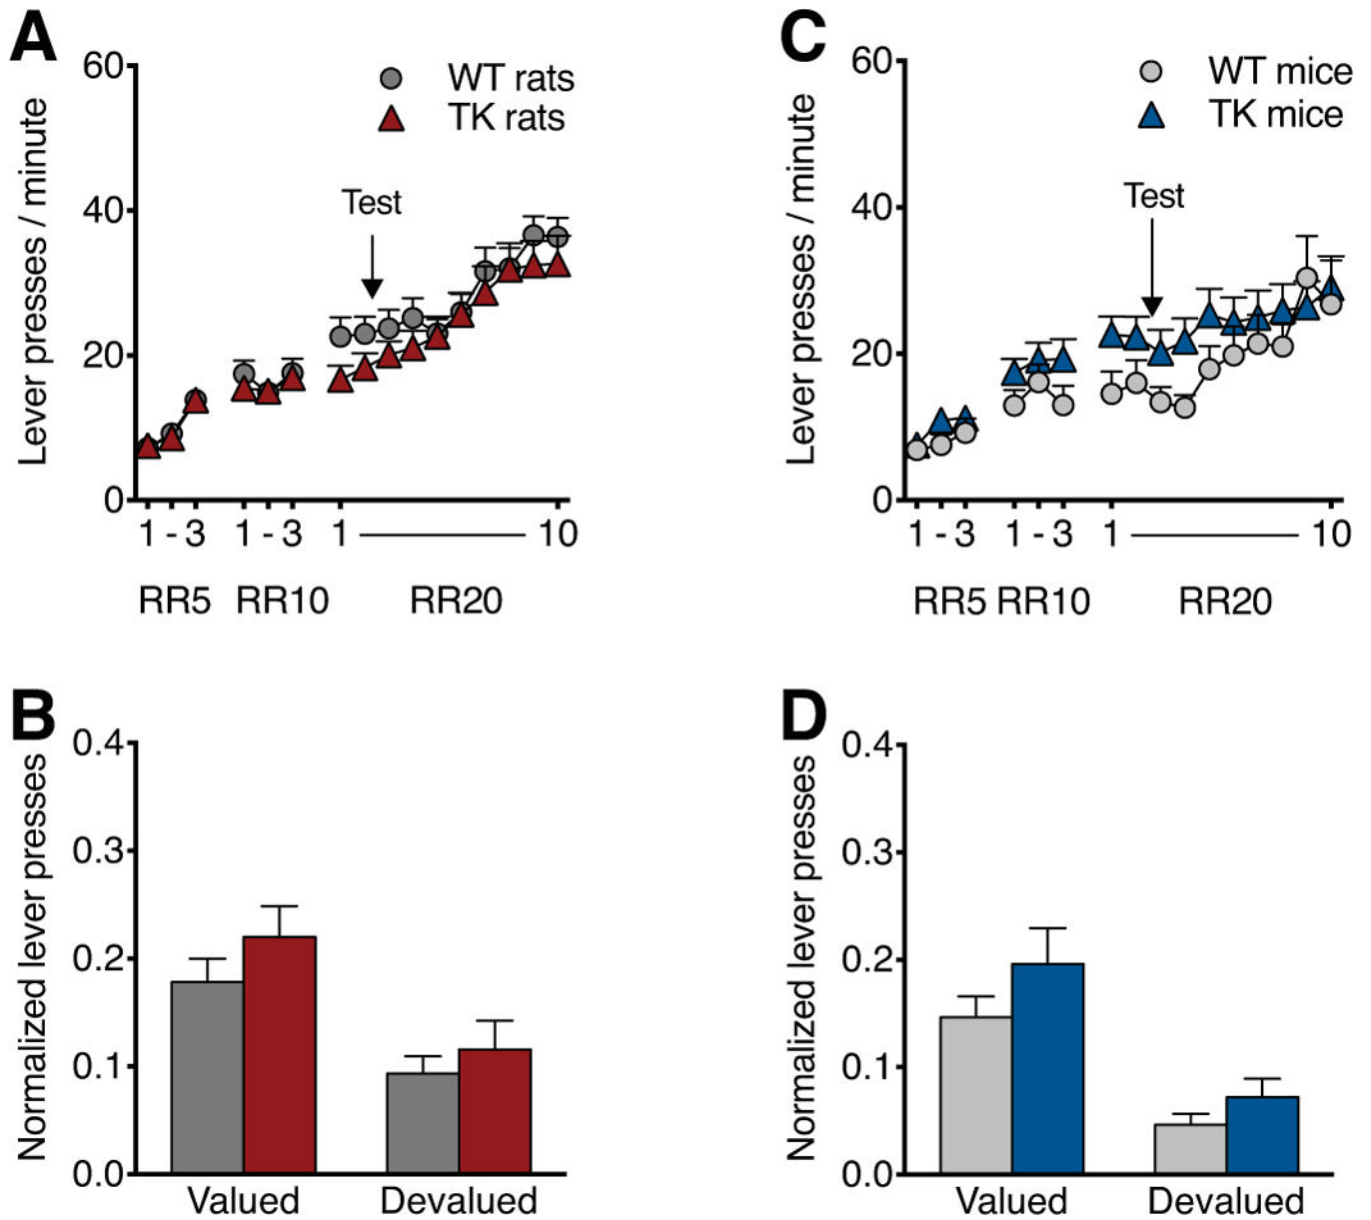 A
Lever presses / minute
60
40
20
0
WT rats
TK rats
Test
1 - 3 1 - 3 1 10
RR5 RR10 RR20
C
Lever presses / minute
60
40
20
0
WT mice
TK mice
Test
1 - 3 1 - 3 1 10
RR5 RR10 RR20
B
Normalized lever presses
0.4
0.3
0.2
0.1
0.0
Valued Devalued
D
Normalized lever presses
0.4
0.3
0.2
0.1
0.0
Valued Devalued